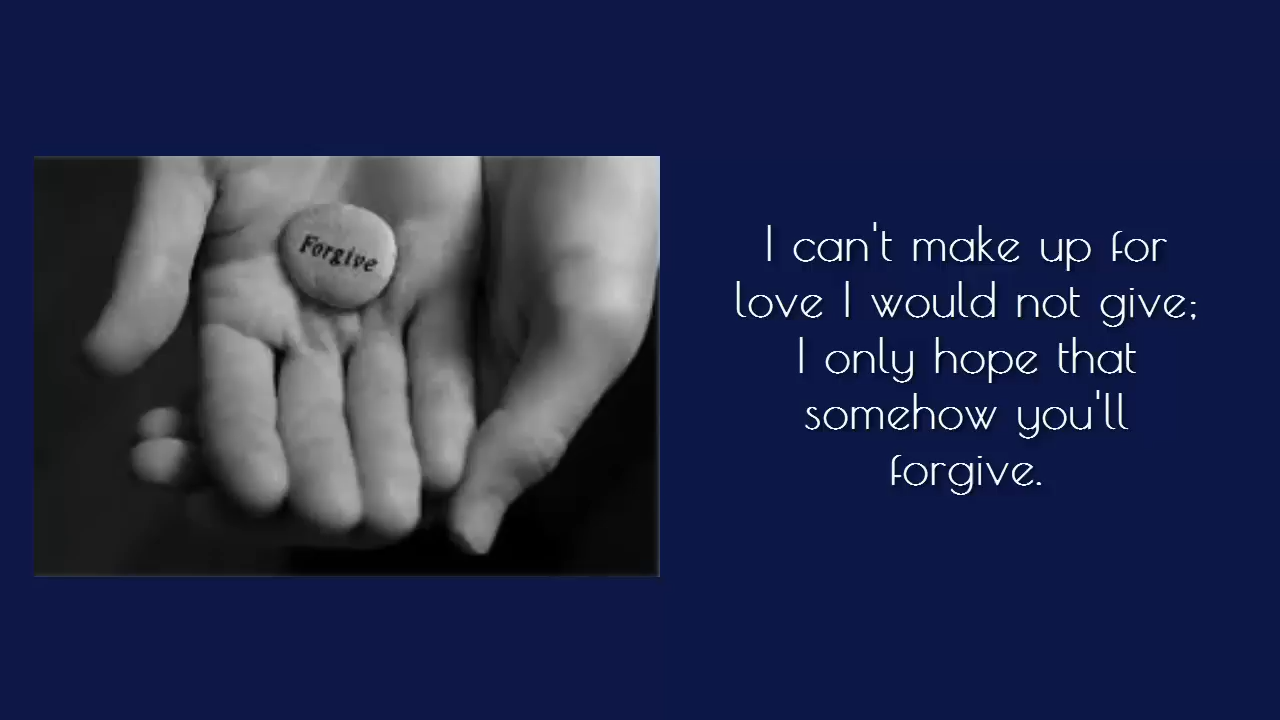 Forgive
I can't make up for
love I would not give;
I only hope that
somehow you'll
forgive.